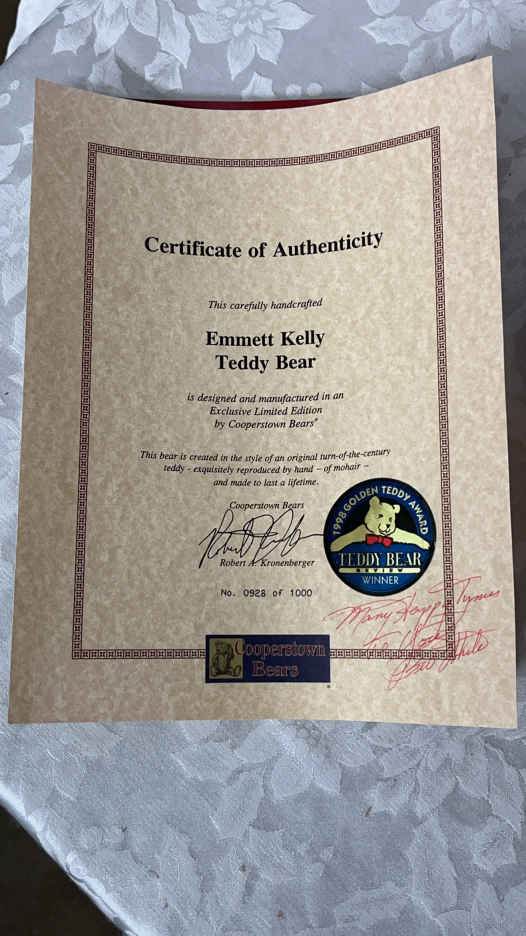 Certificate of Authenticity
This carefully handcrafted
Emmett Kelly
Teddy Bear
is designed and manufactured in an
Exclusive Limited Edition
by Cooperstown Bears®
This bear is created in the style of an original turn-of-the-century
teddy - exquisitely reproduced by hand - of mohair -
and made to last a lifetime.
Cooperstown Bears
Robert A. Kronenberger
No. 0928 of 1000
1998 GOLDEN TEDDY AWARD
TEDDY BEAR
REVIEW
WINNER
Many Happy Tymes
Cooperstown
Bears